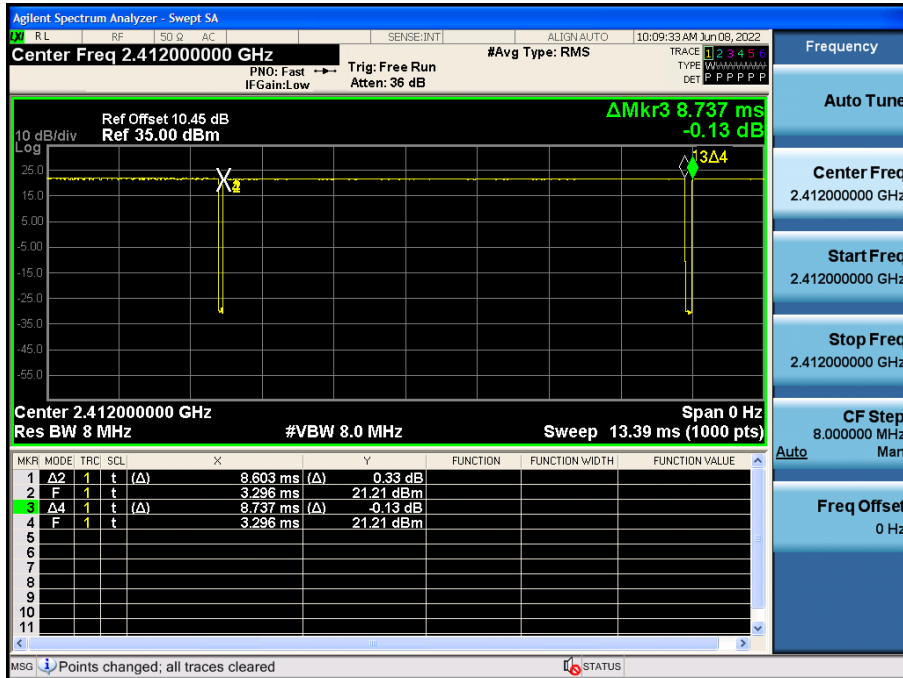 Agilent Spectrum Analyzer - Swept SA
LXI RL RF 50 Ω AC SENSE:INT ALIGN AUTO 10:09:33 AM Jun 08, 2022
Center Freq 2.412000000 GHz #Avg Type: RMS TRACE 1 2 3 4 5 6
PNO: Fast Trig: Free Run TYPE WWWWWW
IFGain:Low Atten: 36 dB DET P P P P P P
Frequency
ΔMkr3 8.737 ms
-0.13 dB
Ref Offset 10.45 dB
10 dB/div Ref 35.00 dBm
Log
25.0
15.0
5.00
-5.00
-15.0
-25.0
-35.0
-45.0
-55.0
13Δ4
Center 2.412000000 GHz Span 0 Hz
Res BW 8 MHz #VBW 8.0 MHz Sweep 13.39 ms (1000 pts)
MKR MODE TRC SCL X Y FUNCTION FUNCTION WIDTH FUNCTION VALUE
1 Δ2 1 t (Δ) 8.603 ms (Δ) 0.33 dB
2 F 1 t 3.296 ms 21.21 dBm
3 Δ4 1 t (Δ) 8.737 ms (Δ) -0.13 dB
4 F 1 t 3.296 ms 21.21 dBm
5
6
7
8
9
10
11
MSG Points changed; all traces cleared STATUS
Auto Tune
Center Freq
2.412000000 GHz
Start Freq
2.412000000 GHz
Stop Freq
2.412000000 GHz
CF Step
8.000000 MHz
Auto Man
Freq Offset
0 Hz